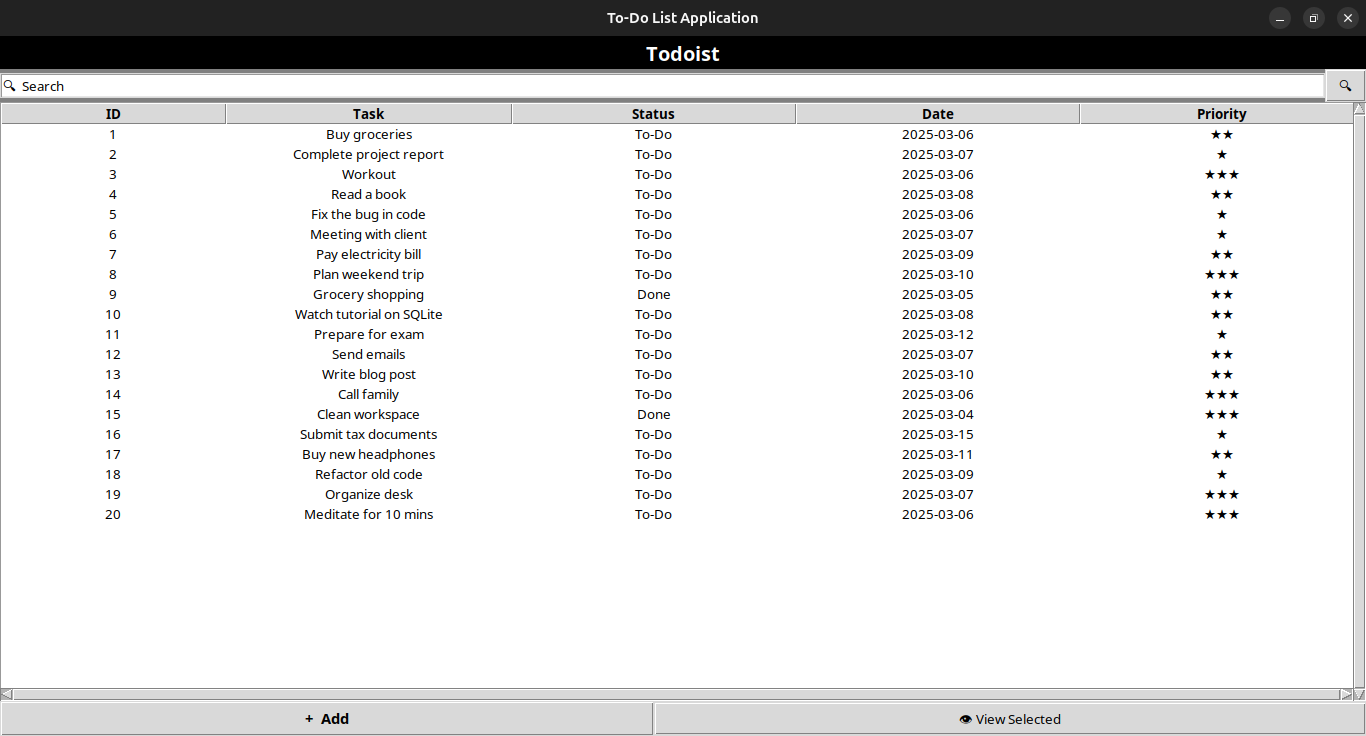 To-Do List Application
Todoist
🔍 Search 🔍
ID Task Status Date Priority
1 Buy groceries To-Do 2025-03-06 ★★
2 Complete project report To-Do 2025-03-07 ★
3 Workout To-Do 2025-03-06 ★★★
4 Read a book To-Do 2025-03-08 ★★
5 Fix the bug in code To-Do 2025-03-06 ★
6 Meeting with client To-Do 2025-03-07 ★
7 Pay electricity bill To-Do 2025-03-09 ★★
8 Plan weekend trip To-Do 2025-03-10 ★★★
9 Grocery shopping Done 2025-03-05 ★★
10 Watch tutorial on SQLite To-Do 2025-03-08 ★★
11 Prepare for exam To-Do 2025-03-12 ★
12 Send emails To-Do 2025-03-07 ★★
13 Write blog post To-Do 2025-03-10 ★★
14 Call family To-Do 2025-03-06 ★★★
15 Clean workspace Done 2025-03-04 ★★★
16 Submit tax documents To-Do 2025-03-15 ★
17 Buy new headphones To-Do 2025-03-11 ★★
18 Refactor old code To-Do 2025-03-09 ★
19 Organize desk To-Do 2025-03-07 ★★★
20 Meditate for 10 mins To-Do 2025-03-06 ★★★
+ Add 👁 View Selected